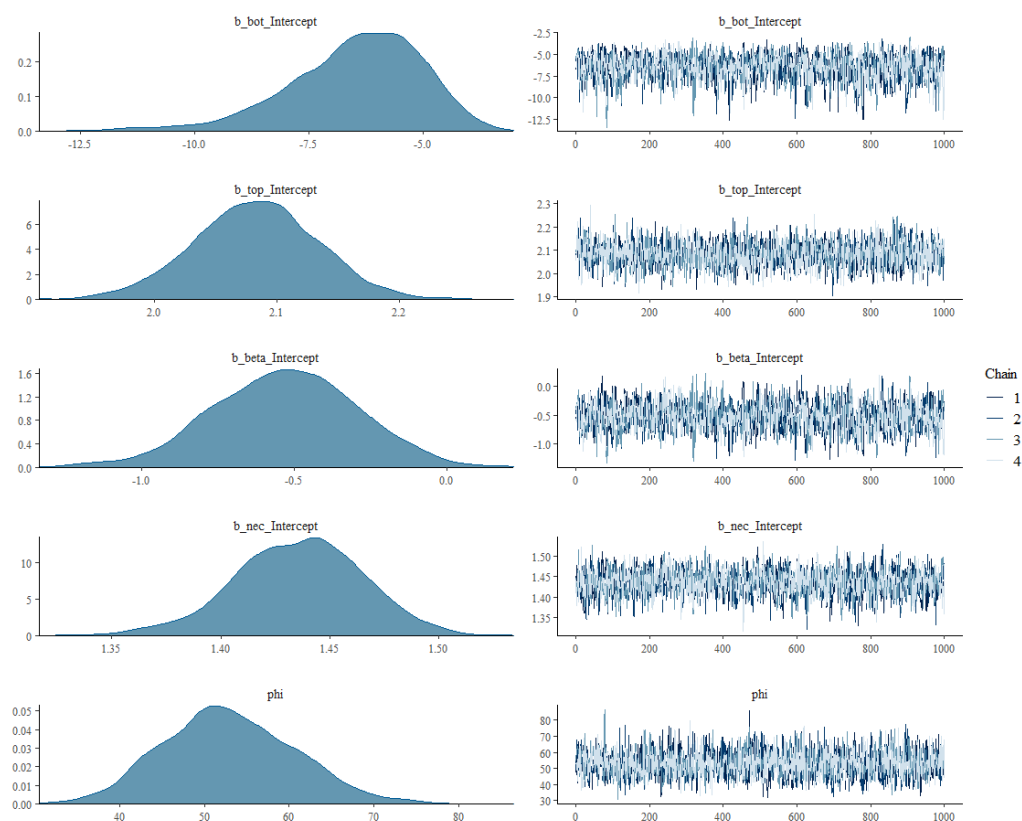 b_bot_Intercept
0.2
0.1
0.0
-12.5 -10.0 -7.5 -5.0
b_bot_Intercept
-2.5
-5.0
-7.5
-10.0
-12.5
0 200 400 600 800 1000
b_top_Intercept
6
4
2
0
2.0 2.1 2.2
b_top_Intercept
2.3
2.2
2.1
2.0
1.9
0 200 400 600 800 1000
b_beta_Intercept
1.6
1.2
0.8
0.4
0.0
-1.0 -0.5 0.0
b_beta_Intercept
0.0
-0.5
-1.0
0 200 400 600 800 1000
b_nec_Intercept
10
5
0
1.35 1.40 1.45 1.50
b_nec_Intercept
1.50
1.45
1.40
1.35
0 200 400 600 800 1000
phi
0.05
0.04
0.03
0.02
0.01
0.00
40 50 60 70 80
phi
80
70
60
50
40
30
0 200 400 600 800 1000
Chain
1
2
3
4